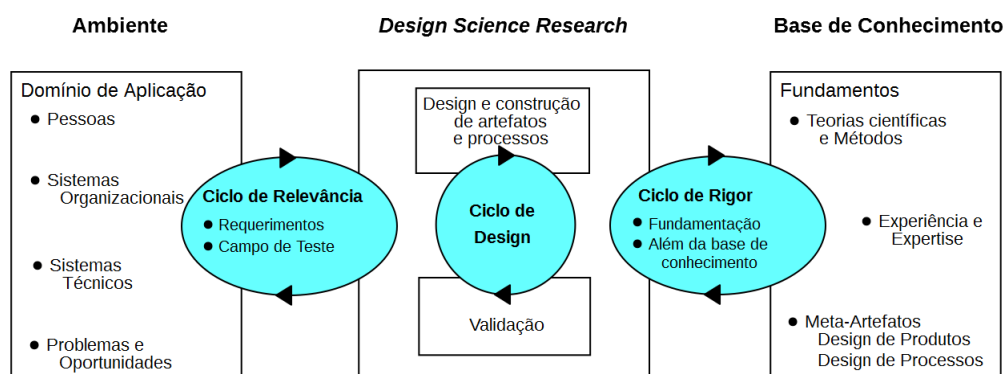 Ambiente
Design Science Research
Base de Conhecimento
Domínio de Aplicação
Pessoas
Sistemas
Organizacionais
Sistemas
Técnicos
Problemas e
Oportunidades
Ciclo de Relevância
Requerimentos
Campo de Teste
Design e construção
de artefatos
e processos
Ciclo de
Design
Validação
Ciclo de Rigor
Fundamentação
Além da base de
conhecimento
Fundamentos
Teorias científicas
e Métodos
Experiência e
Expertise
Meta-Artefatos
Design de Produtos
Design de Processos